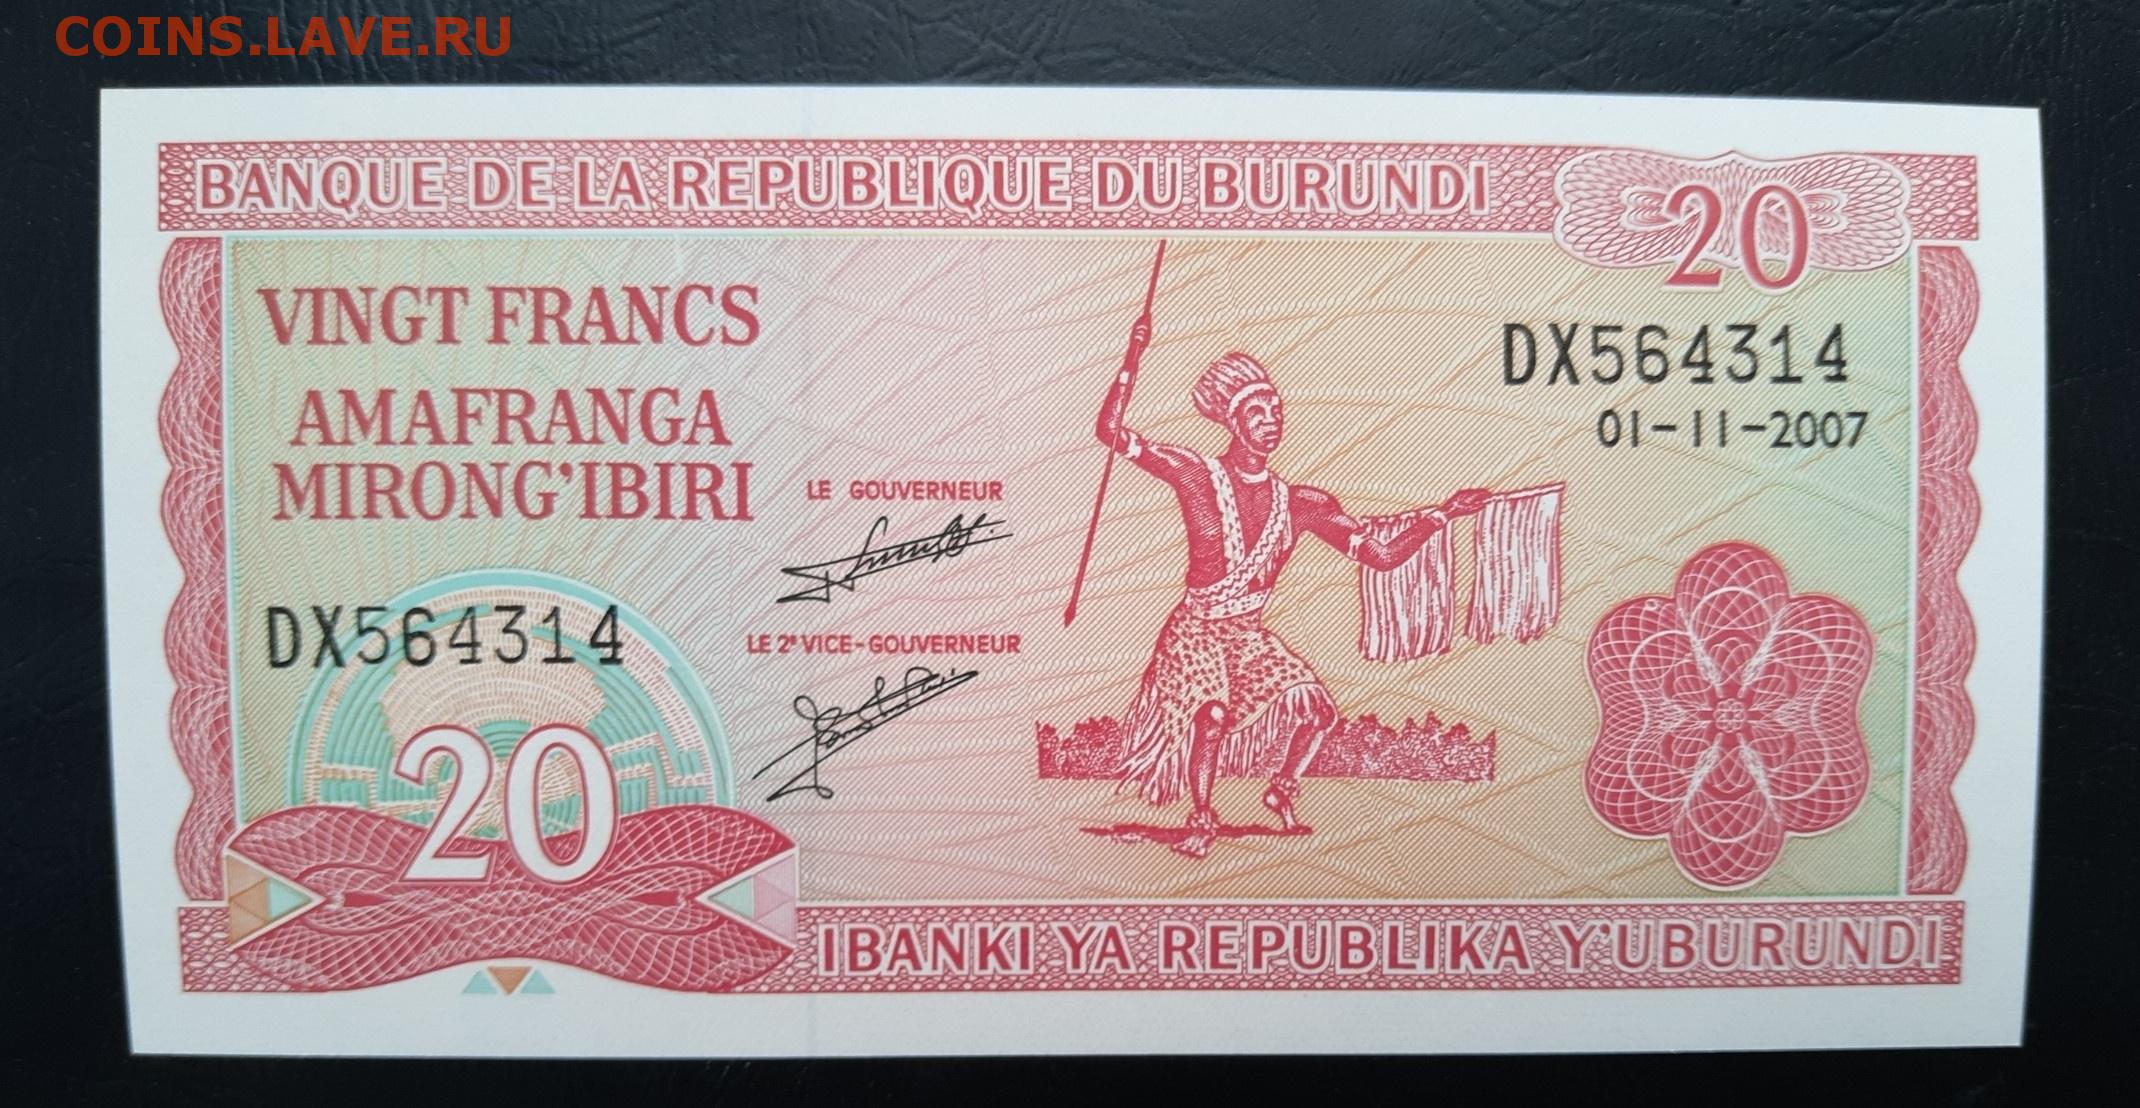 COINS.LAVE.RU
BANQUE DE LA REPUBLIQUE DU BURUNDI
20
VINGT FRANCS
AMAFRANGA
MIRONG'IBIRI
DX564314
01-11-2007
LE GOUVERNEUR
LE 2e VICE-GOUVERNEUR
DX564314
20
IBANKI YA REPUBLIKA Y'UBURUNDI